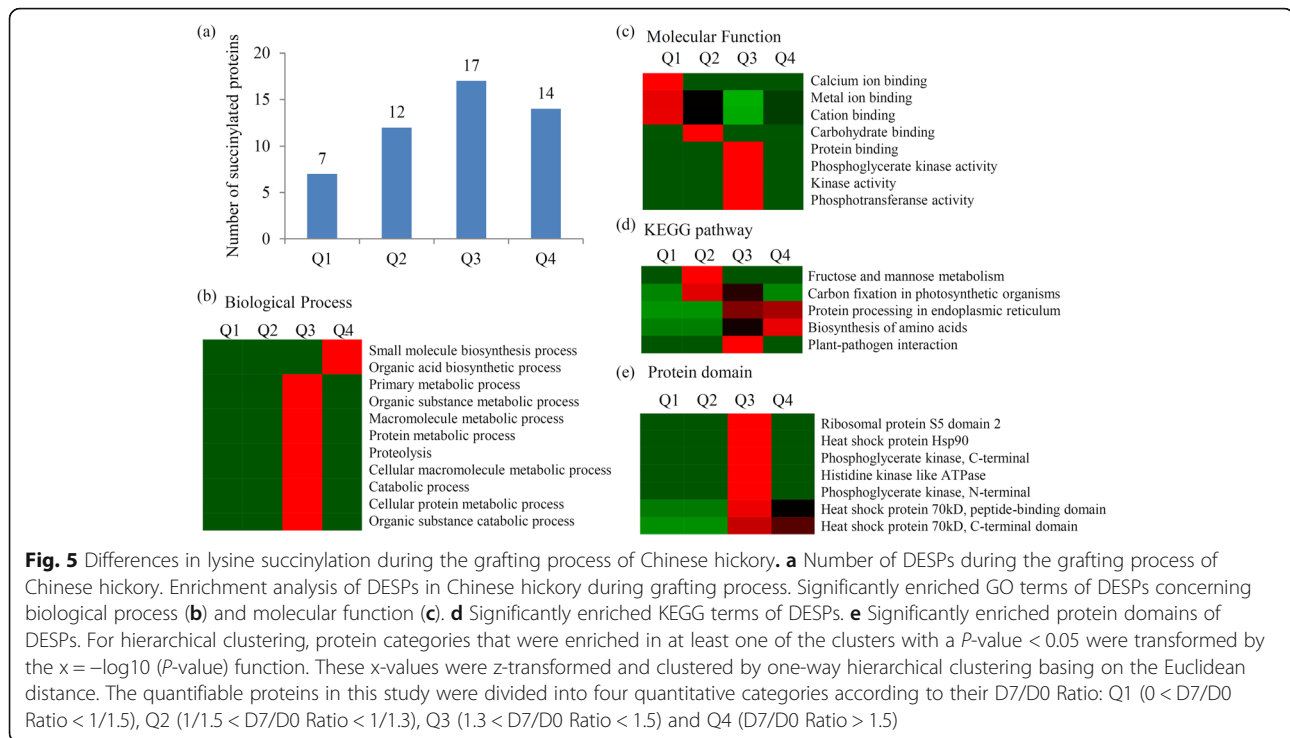 (a)
Number of succinylated proteins
20
15
10
5
0
7
12
17
14
Q1 Q2 Q3 Q4
(b) Biological Process
Q1 Q2 Q3 Q4
Small molecule biosynthesis process
Organic acid biosynthetic process
Primary metabolic process
Organic substance metabolic process
Macromolecule metabolic process
Protein metabolic process
Proteolysis
Cellular macromolecule metabolic process
Catabolic process
Cellular protein metabolic process
Organic substance catabolic process
(c) Molecular Function
Q1 Q2 Q3 Q4
Calcium ion binding
Metal ion binding
Cation binding
Carbohydrate binding
Protein binding
Phosphoglycerate kinase activity
Kinase activity
Phosphotransferanse activity
(d) KEGG pathway
Q1 Q2 Q3 Q4
Fructose and mannose metabolism
Carbon fixation in photosynthetic organisms
Protein processing in endoplasmic reticulum
Biosynthesis of amino acids
Plant-pathogen interaction
(e) Protein domain
Q1 Q2 Q3 Q4
Ribosomal protein S5 domain 2
Heat shock protein Hsp90
Phosphoglycerate kinase, C-terminal
Histidine kinase like ATPase
Phosphoglycerate kinase, N-terminal
Heat shock protein 70kD, peptide-binding domain
Heat shock protein 70kD, C-terminal domain
Fig. 5 Differences in lysine succinylation during the grafting process of Chinese hickory. a Number of DESPs during the grafting process of
Chinese hickory. Enrichment analysis of DESPs in Chinese hickory during grafting process. Significantly enriched GO terms of DESPs concerning
biological process (b) and molecular function (c). d Significantly enriched KEGG terms of DESPs. e Significantly enriched protein domains of
DESPs. For hierarchical clustering, protein categories that were enriched in at least one of the clusters with a P-value < 0.05 were transformed by
the x = −log10 (P-value) function. These x-values were z-transformed and clustered by one-way hierarchical clustering basing on the Euclidean
distance. The quantifiable proteins in this study were divided into four quantitative categories according to their D7/D0 Ratio: Q1 (0 < D7/D0
Ratio < 1/1.5), Q2 (1/1.5 < D7/D0 Ratio < 1/1.3), Q3 (1.3 < D7/D0 Ratio < 1.5) and Q4 (D7/D0 Ratio > 1.5)